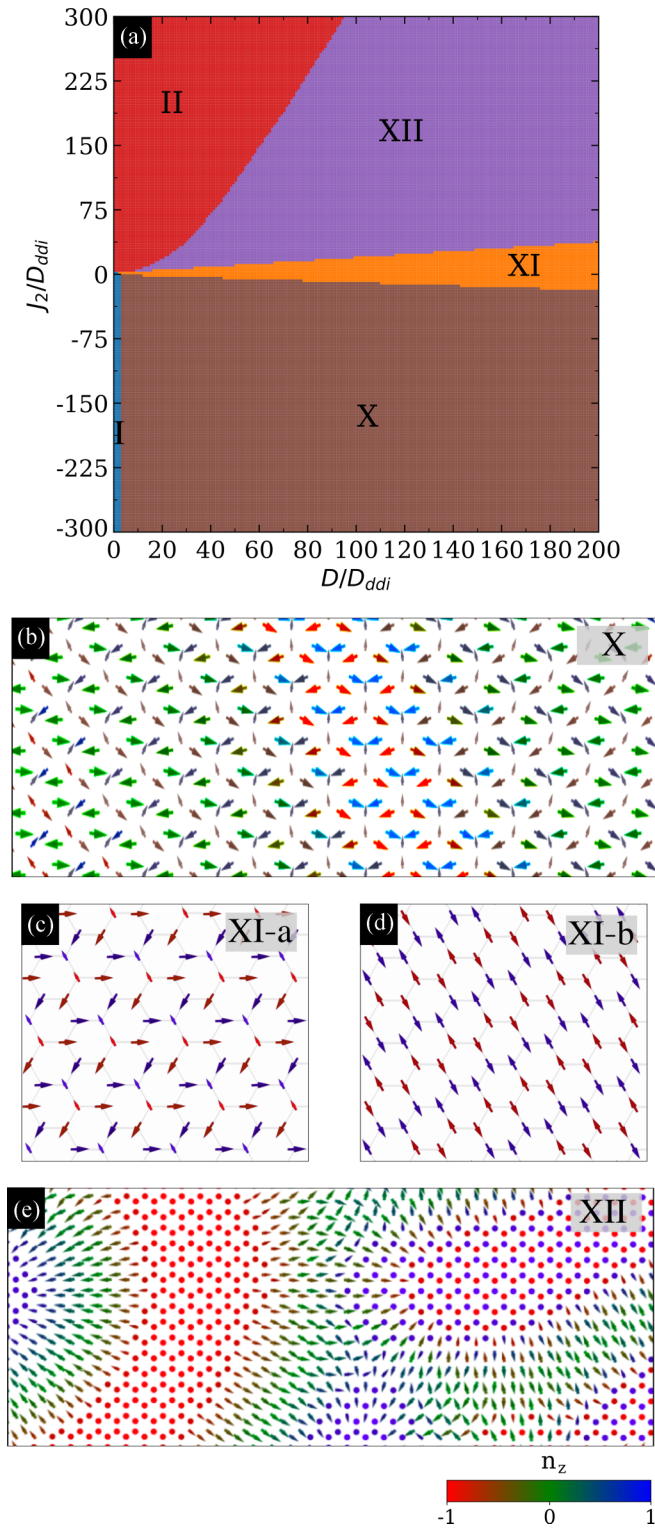 (a)
300
225
150
75
0
-75
-150
-225
-300
J2/Dddi
II
XII
XI
X
I
0 20 40 60 80 100 120 140 160 180 200
D/Dddi
(b)
X
(c)
XI-a
(d)
XI-b
(e)
XII
nz
-1 0 1